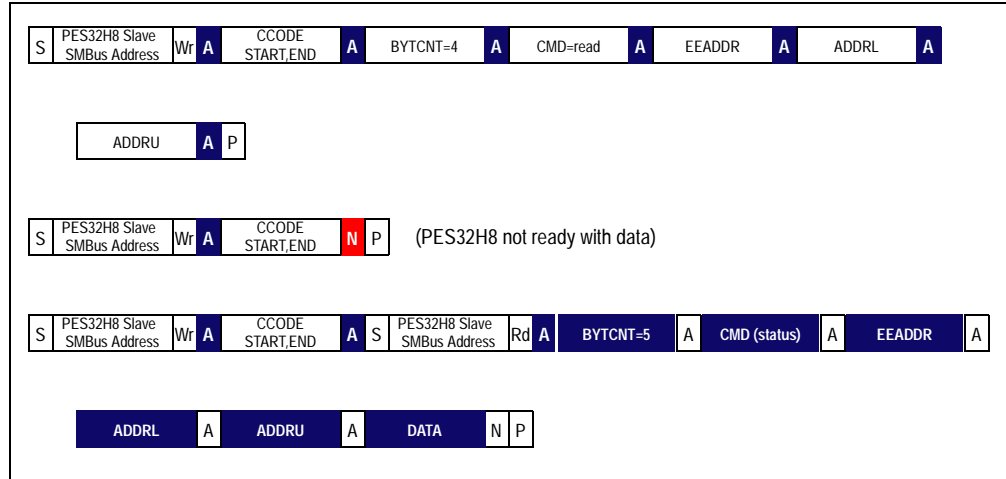 S PES32H8 Slave SMBus Address Wr A CCODE START,END A BYTCNT=4 A CMD=read A EEADDR A ADDRL A
ADDRU A P
S PES32H8 Slave SMBus Address Wr A CCODE START,END N P (PES32H8 not ready with data)
S PES32H8 Slave SMBus Address Wr A CCODE START,END A S PES32H8 Slave SMBus Address Rd A BYTCNT=5 A CMD (status) A EEADDR A
ADDRL A ADDRU A DATA N P